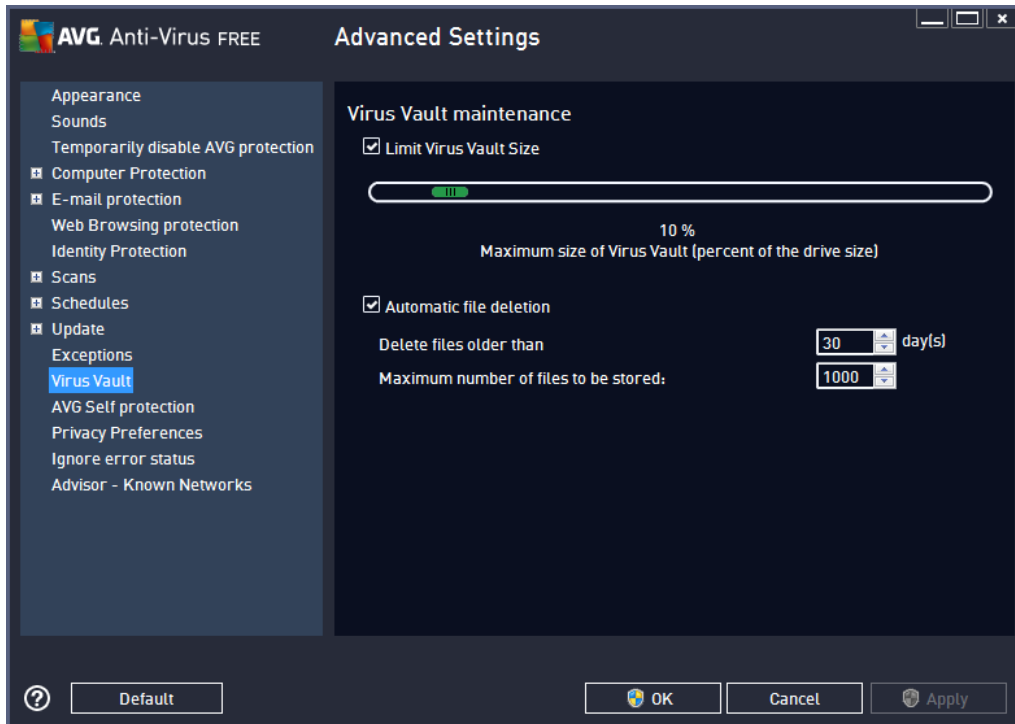 AVG. Anti-Virus FREE
Advanced Settings
Appearance
Sounds
Temporarily disable AVG protection
Computer Protection
E-mail protection
Web Browsing protection
Identity Protection
Scans
Schedules
Update
Exceptions
Virus Vault
AVG Self protection
Privacy Preferences
Ignore error status
Advisor - Known Networks
Virus Vault maintenance
Limit Virus Vault Size
10 %
Maximum size of Virus Vault (percent of the drive size)
Automatic file deletion
Delete files older than 30 day(s)
Maximum number of files to be stored: 1000
? Default OK Cancel Apply